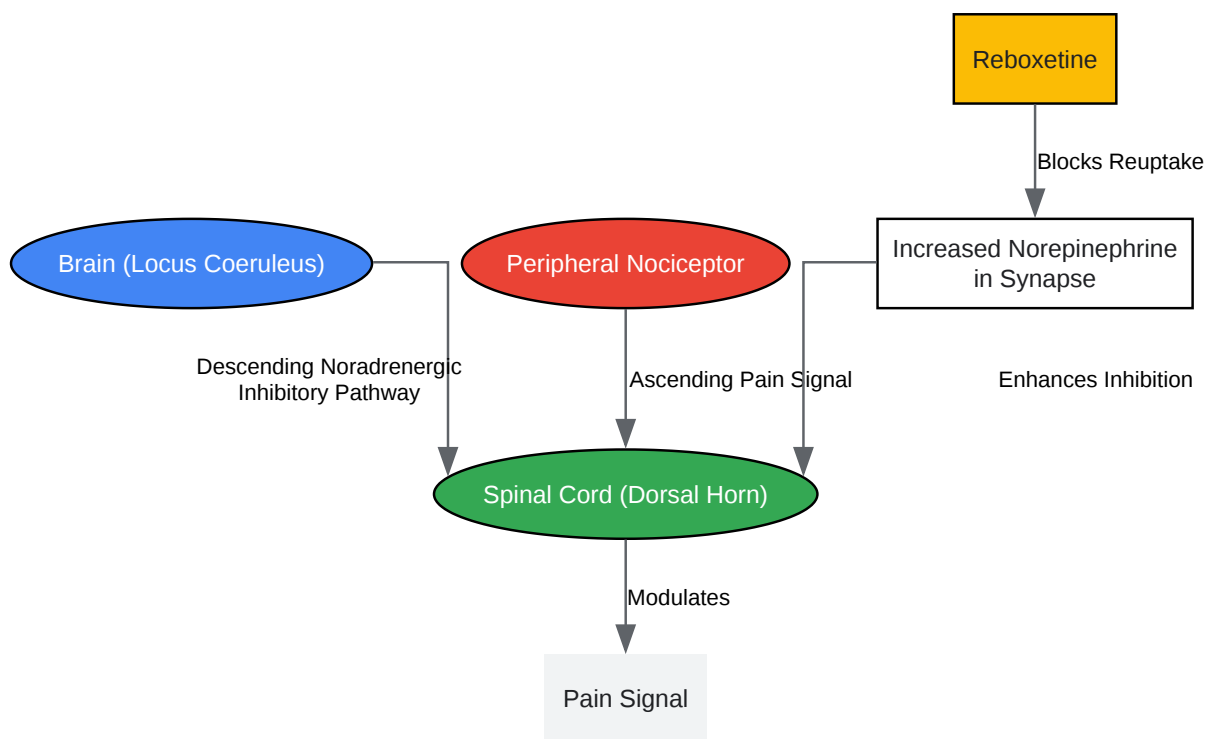 Reboxetine
Blocks Reuptake
Brain (Locus Coeruleus)
Peripheral Nociceptor
Increased Norepinephrine
in Synapse
Descending Noradrenergic
Inhibitory Pathway
Ascending Pain Signal
Enhances Inhibition
Spinal Cord (Dorsal Horn)
Modulates
Pain Signal